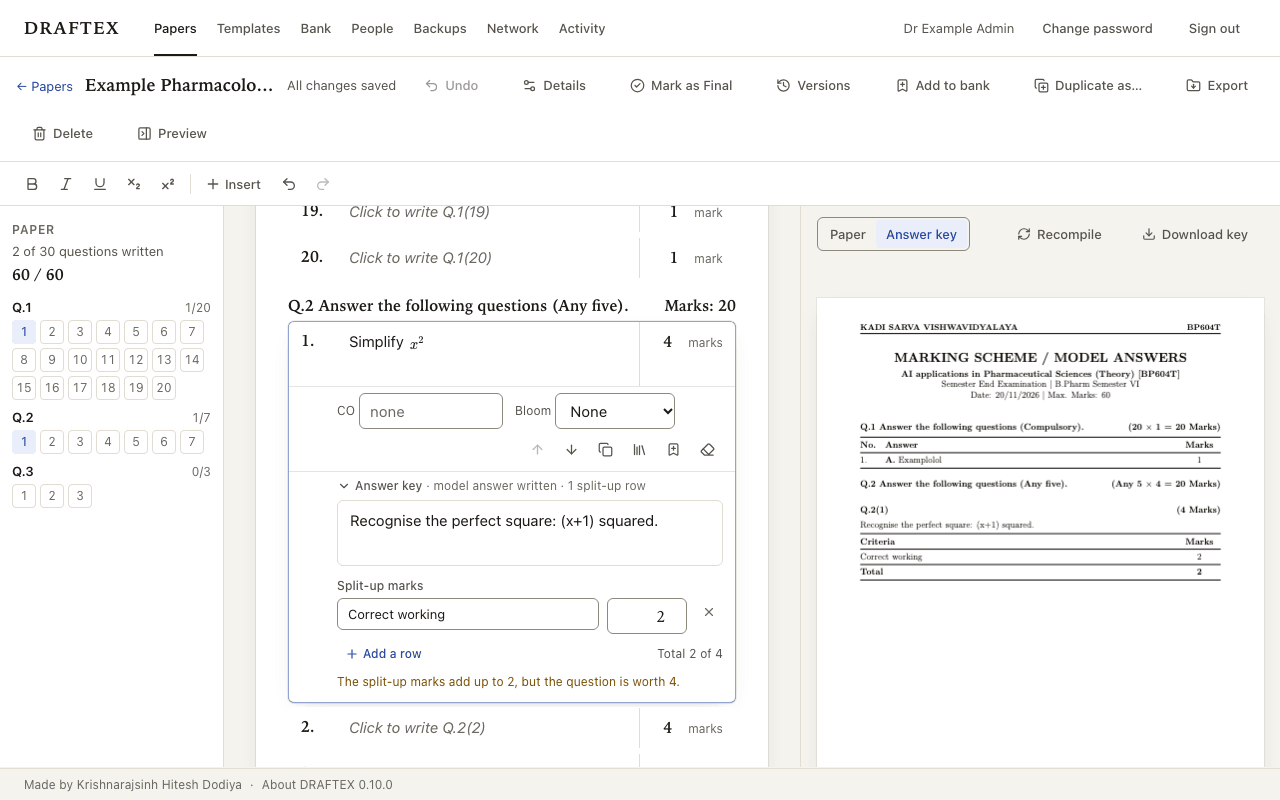 DRAFTEX Papers Templates Bank People Backups Network Activity Dr Example Admin Change password Sign out
← Papers Example Pharmacolo... All changes saved Undo Details Mark as Final Versions Add to bank Duplicate as... Export
Delete Preview
B I U x₂ x² + Insert
PAPER
2 of 30 questions written
60 / 60
Q.1 1/20
1 2 3 4 5 6 7
8 9 10 11 12 13 14
15 16 17 18 19 20
Q.2 1/7
1 2 3 4 5 6 7
Q.3 0/3
1 2 3
19. Click to write Q.1(19) 1 mark
20. Click to write Q.1(20) 1 mark
Q.2 Answer the following questions (Any five). Marks: 20
1. Simplify x² 4 marks
CO none Bloom None
Answer key · model answer written · 1 split-up row
Recognise the perfect square: (x+1) squared.
Split-up marks
Correct working 2 ×
+ Add a row Total 2 of 4
The split-up marks add up to 2, but the question is worth 4.
2. Click to write Q.2(2) 4 marks
Paper Answer key Recompile Download key
KADI SARVA VISHWAVIDYALAYA BP604T
MARKING SCHEME / MODEL ANSWERS
AI applications in Pharmaceutical Sciences (Theory) [BP604T]
Semester End Examination | B.Pharm Semester VI
Date: 20/11/2026 | Max. Marks: 60
Q.1 Answer the following questions (Compulsory). (20 × 1 = 20 Marks)
No. Answer Marks
1. A. Examplolol 1
Q.2 Answer the following questions (Any five). (Any 5 × 4 = 20 Marks)
Q.2(1) (4 Marks)
Recognise the perfect square: (x+1) squared.
Criteria Marks
Correct working 2
Total 2
Made by Krishnarajsinh Hitesh Dodiya · About DRAFTEX 0.10.0